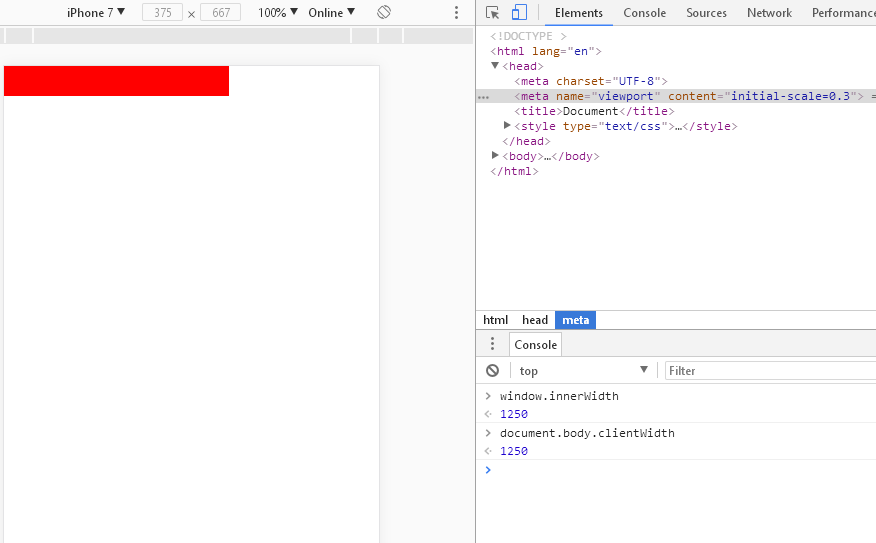 iPhone 7 ▼ 375 × 667 100% ▼ Online ▼
Elements Console Sources Network Performance
<!DOCTYPE >
<html lang="en">
▼<head>
<meta charset="UTF-8">
…<meta name="viewport" content="initial-scale=0.3"> =
<title>Document</title>
▶<style type="text/css">…</style>
</head>
▶<body>…</body>
</html>
html head meta
Console
top ▼ Filter
> window.innerWidth
1250
> document.body.clientWidth
1250
>